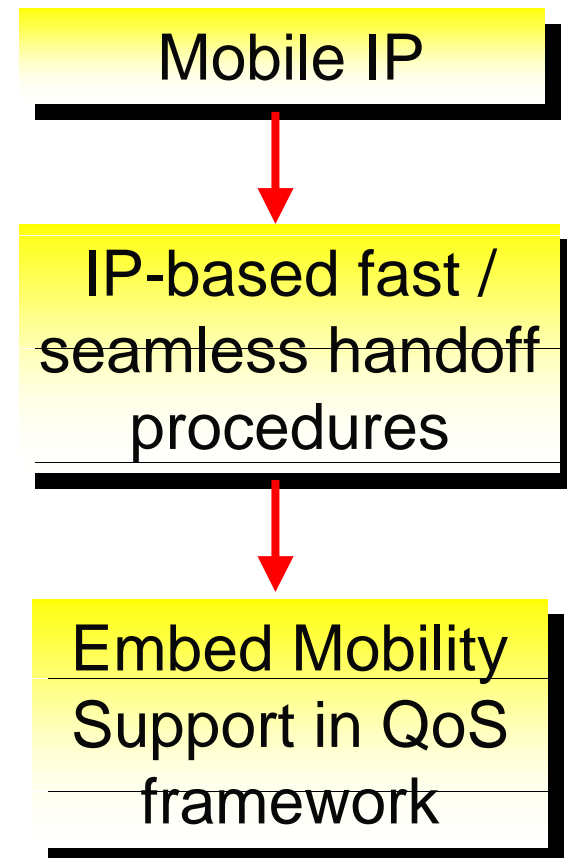 Mobile IP
IP-based fast /
seamless handoff
procedures
Embed Mobility
Support in QoS
framework